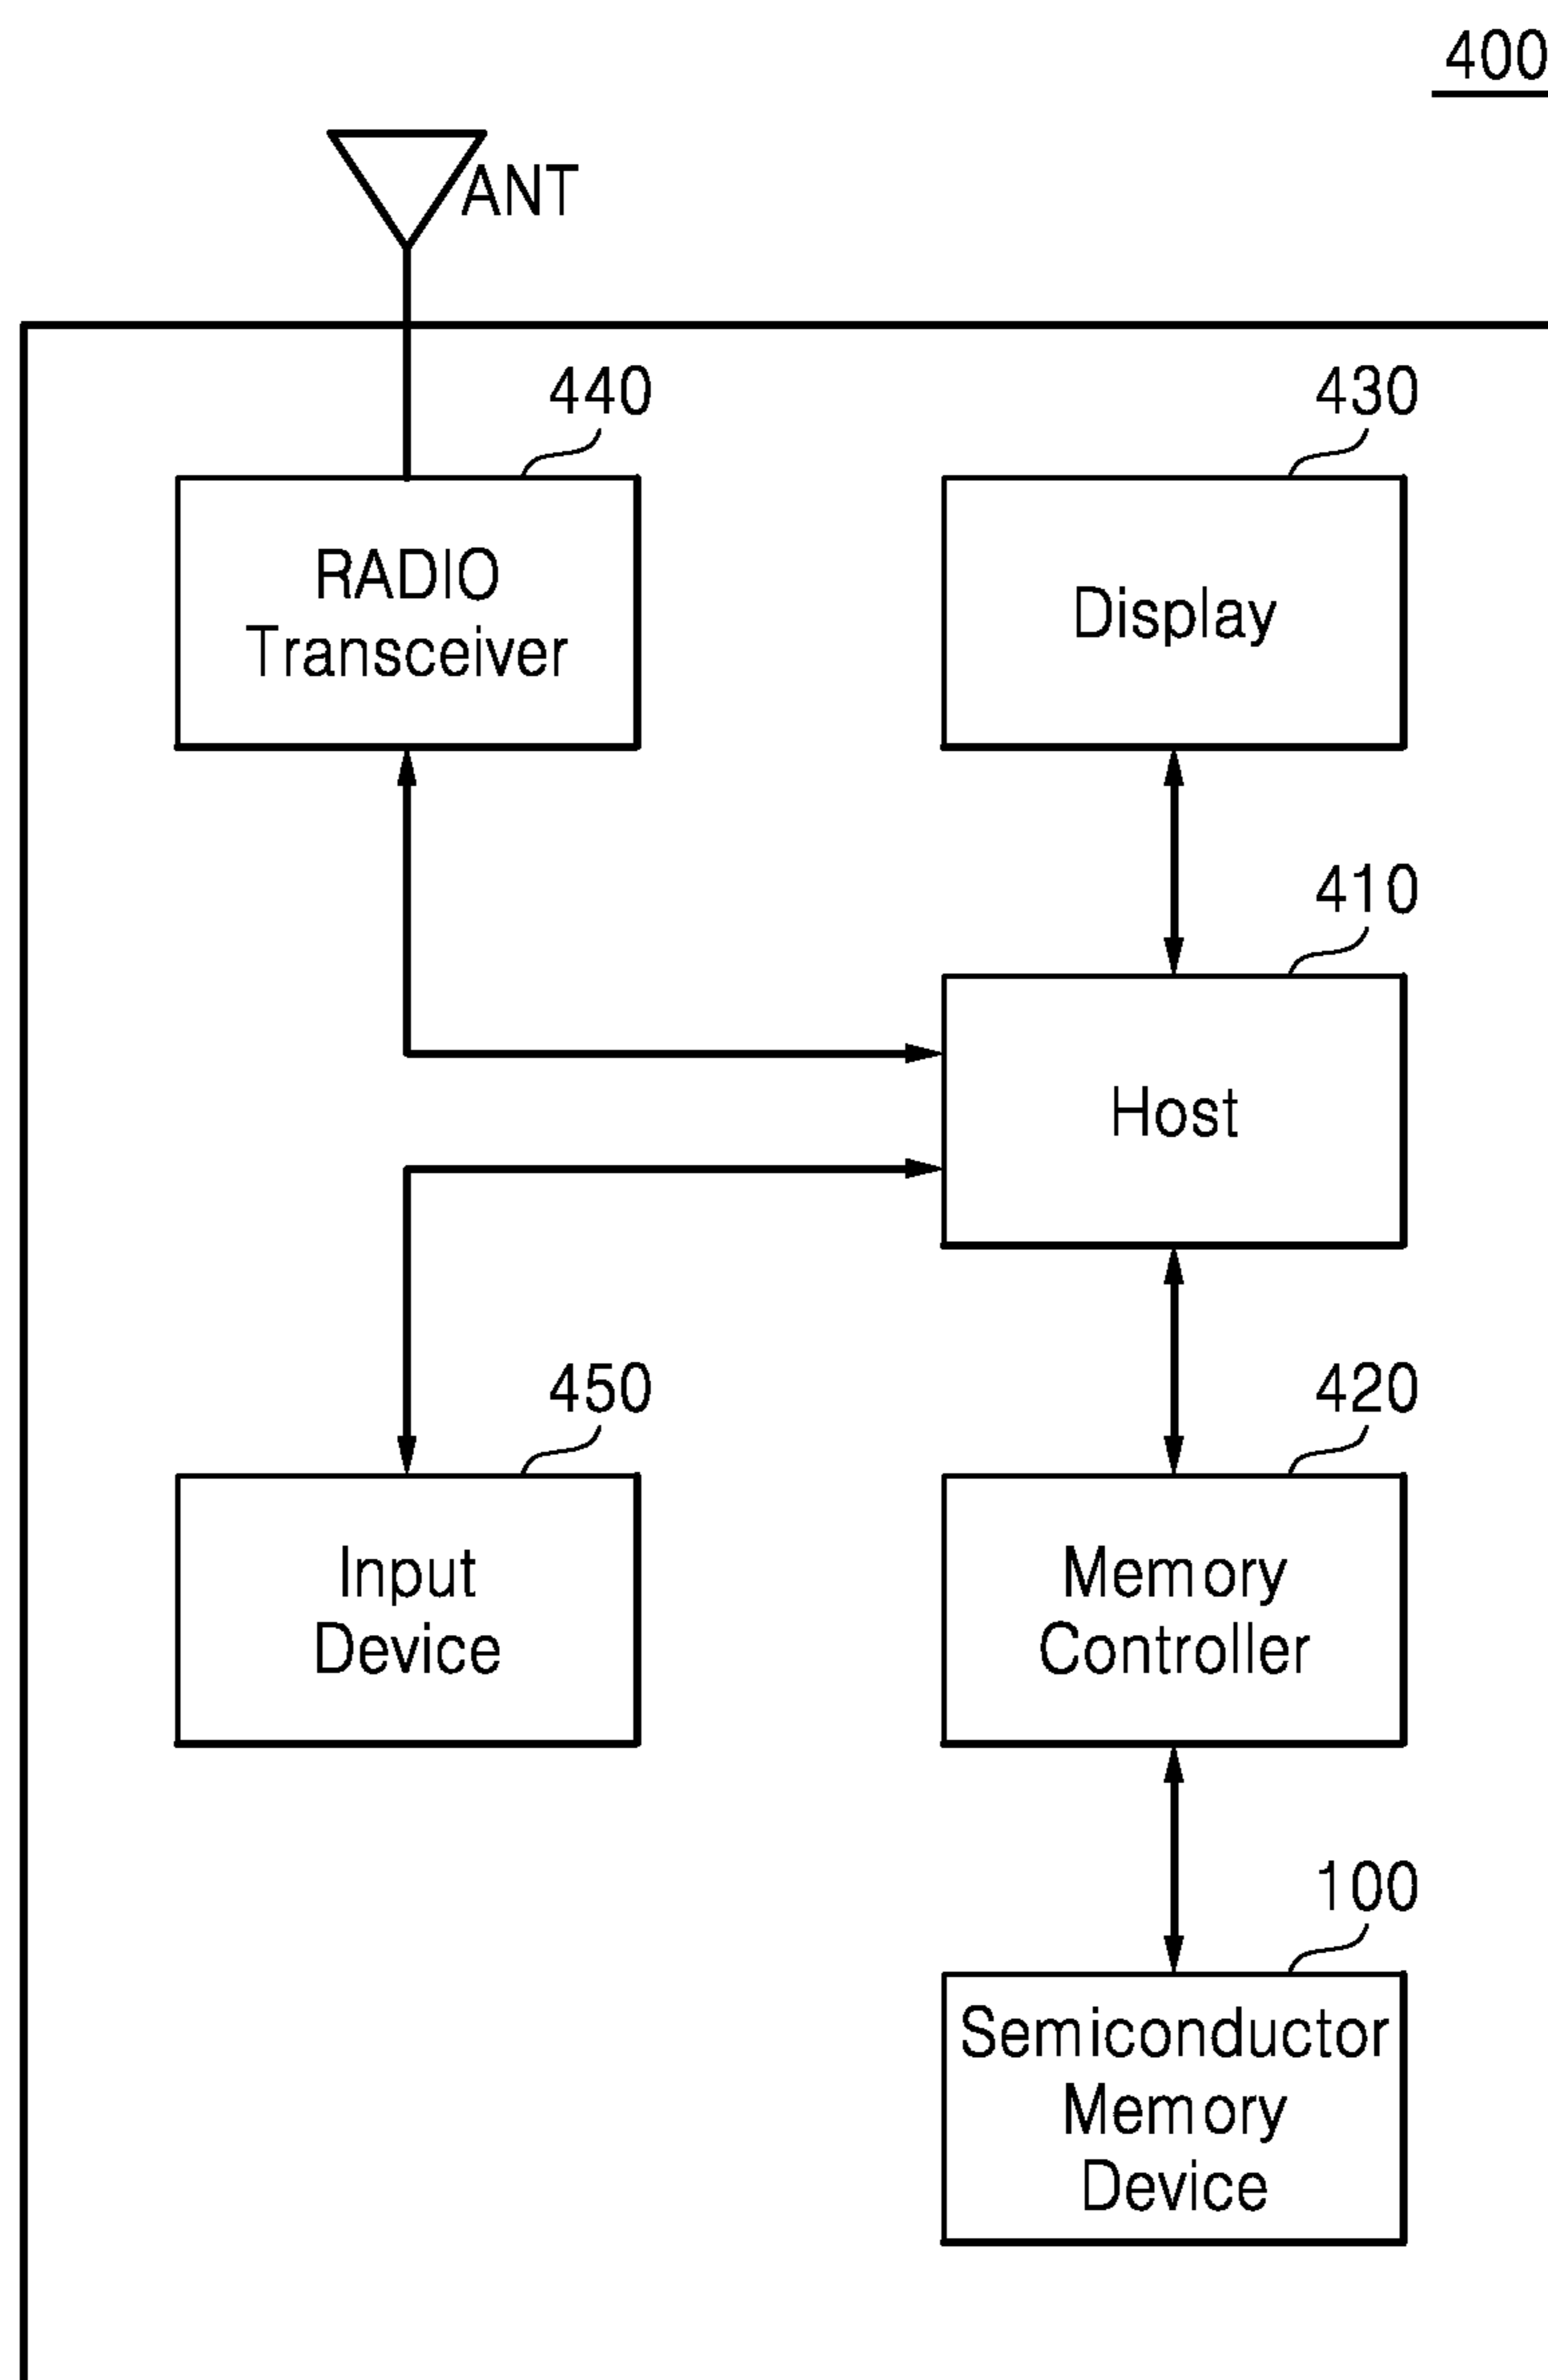 400
ANT
440
430
RADIO
Transceiver
Display
410
Host
450
420
Input
Device
Memory
Controller
100
Semiconductor
Memory
Device